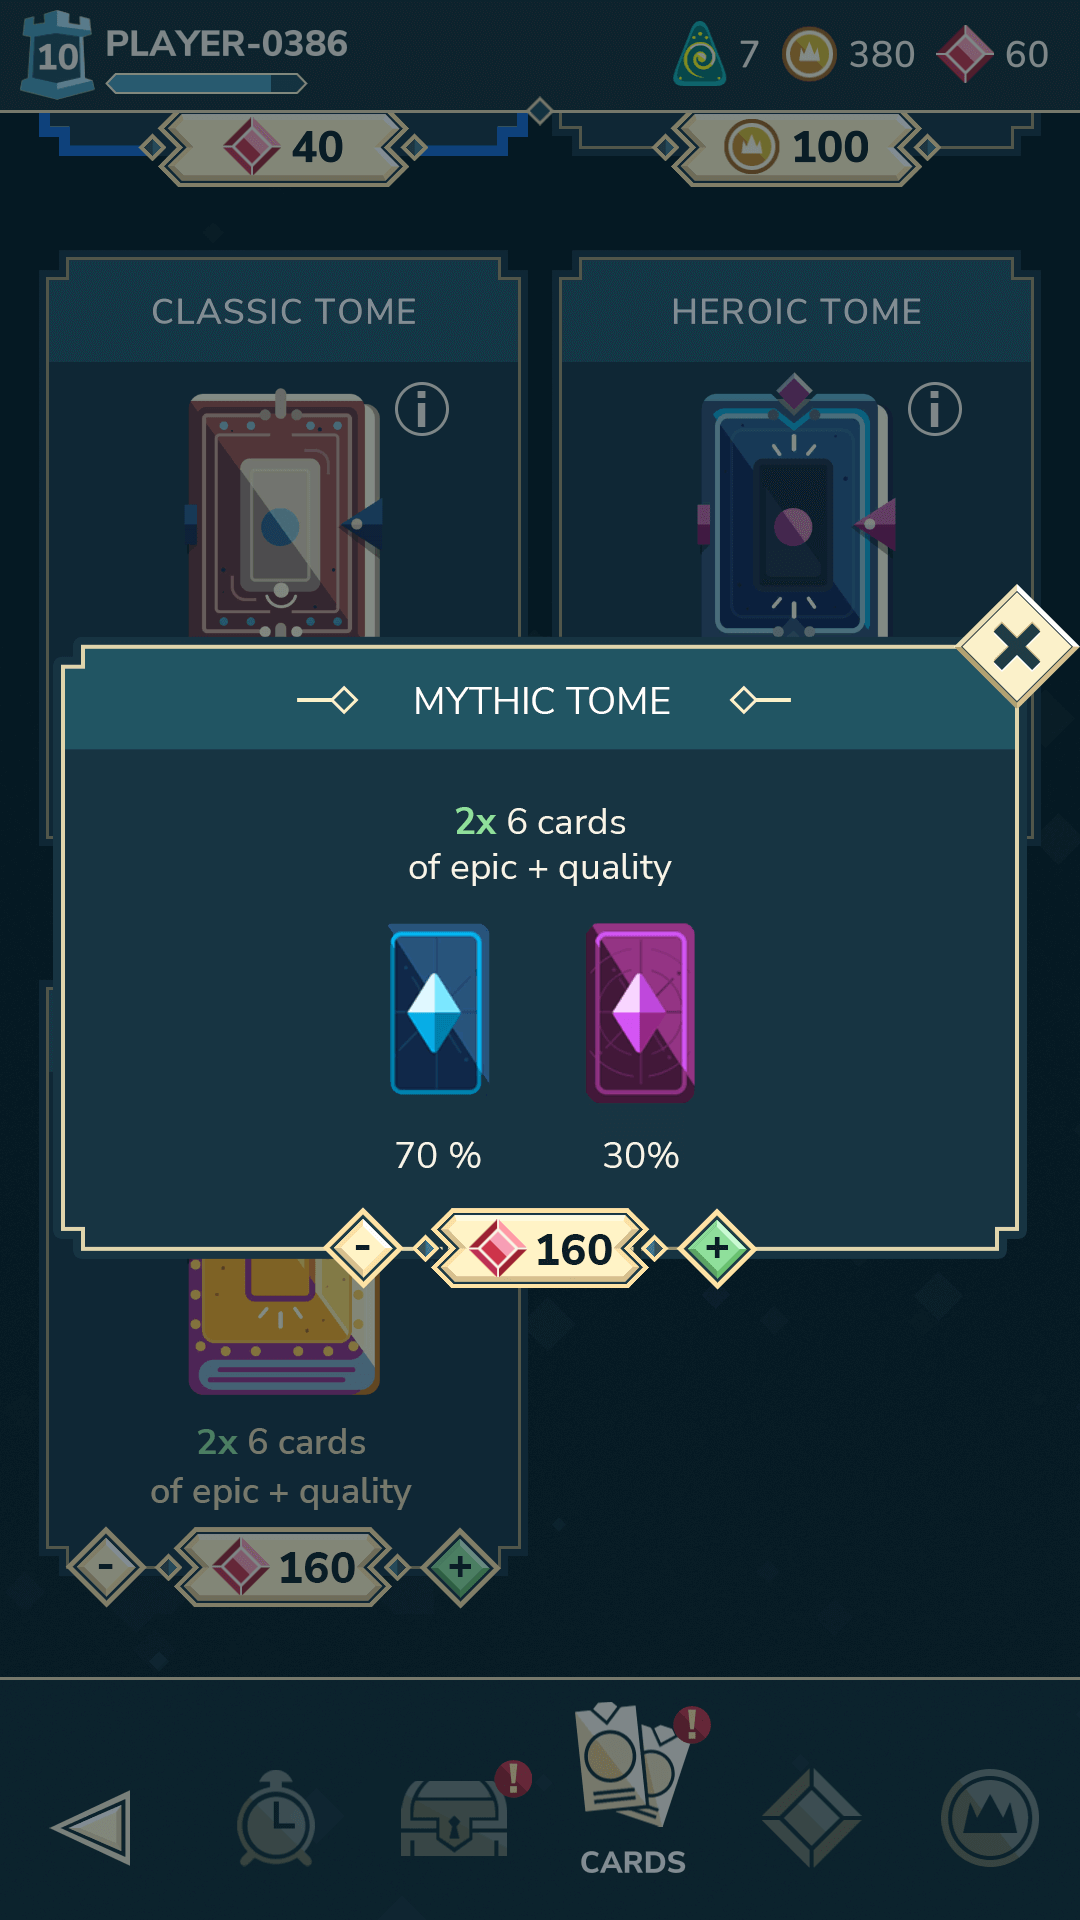 10
PLAYER-0386
7
380
60
40
100
CLASSIC TOME
HEROIC TOME
i
i
MYTHIC TOME
2x 6 cards
of epic + quality
70 %
30%
- 160 +
2x 6 cards
of epic + quality
- 160 +
!
!
CARDS